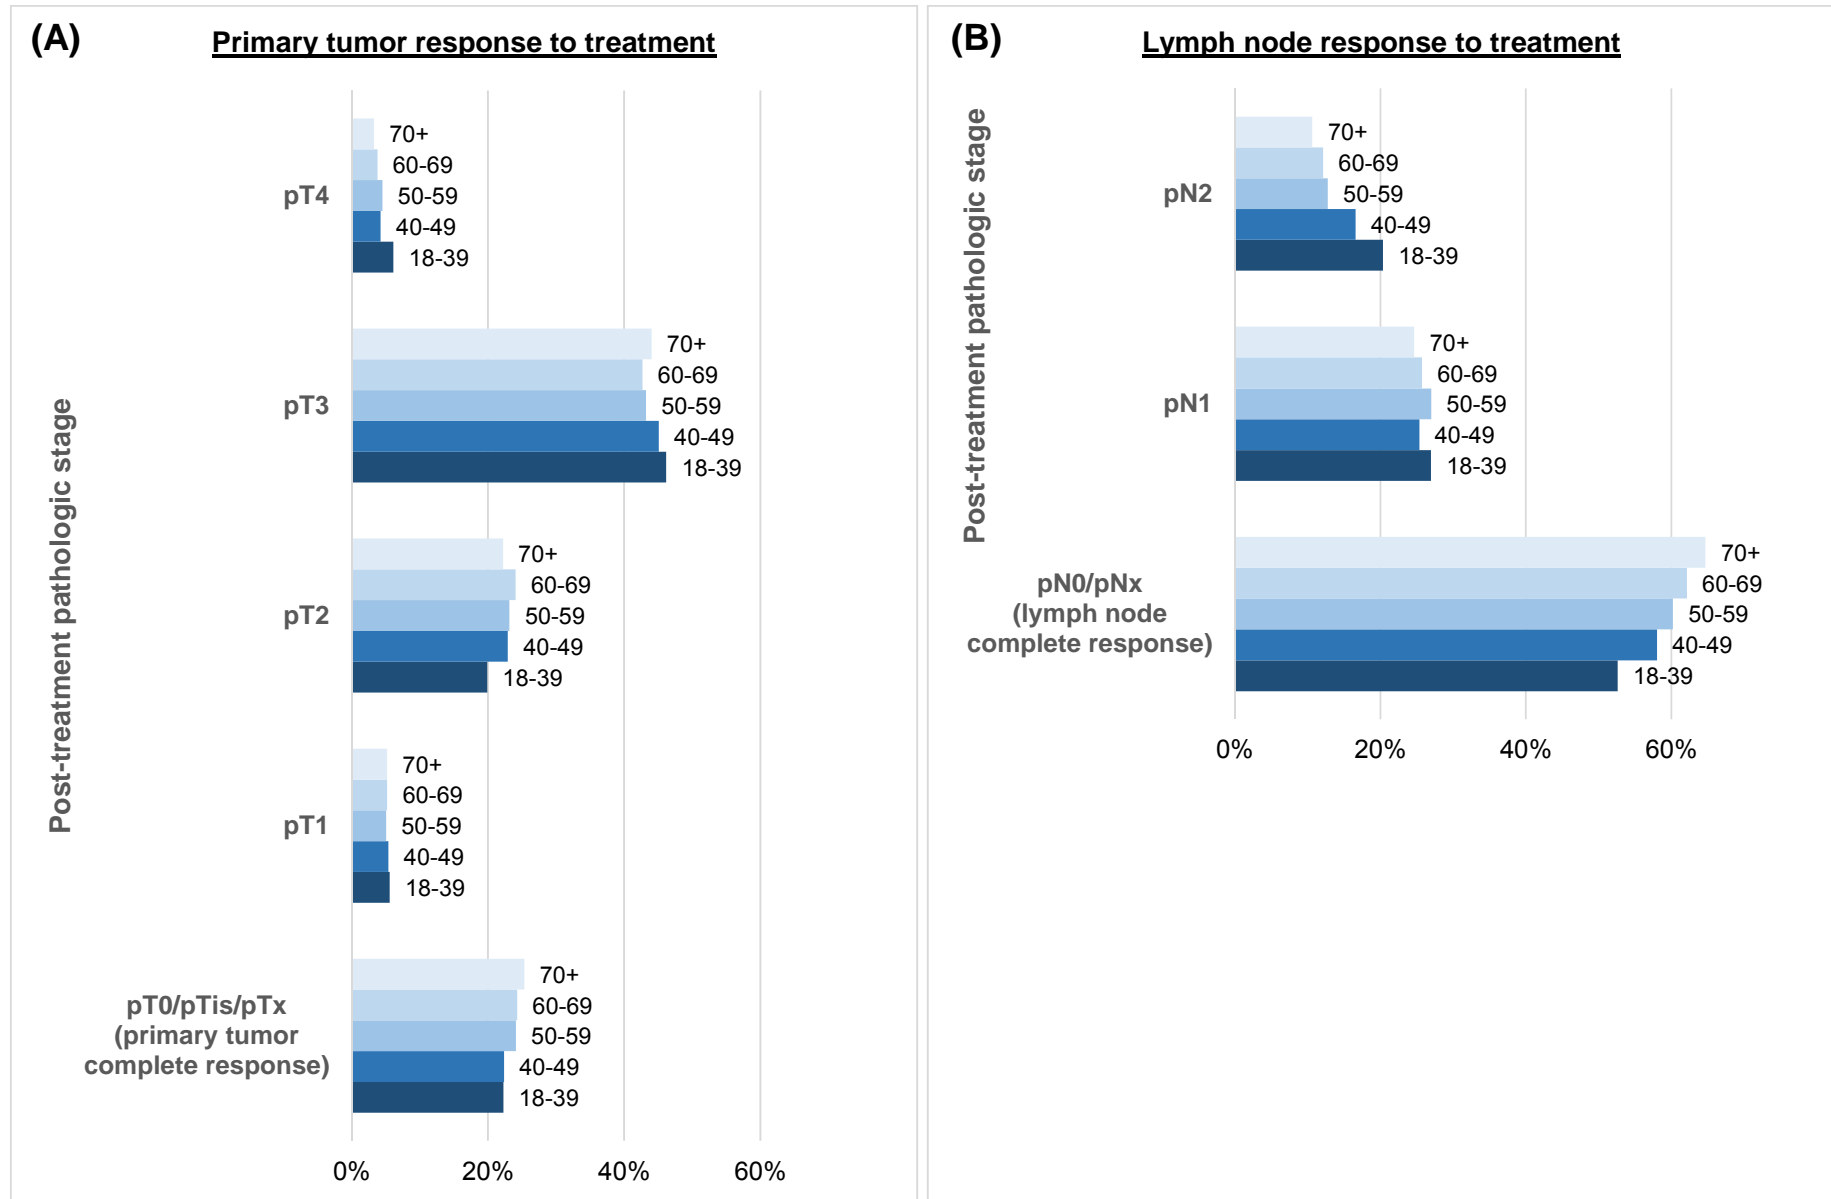 (A)
Primary tumor response to treatment
Post-treatment pathologic stage
pT4
70+
60-69
50-59
40-49
18-39
pT3
70+
60-69
50-59
40-49
18-39
pT2
70+
60-69
50-59
40-49
18-39
pT1
70+
60-69
50-59
40-49
18-39
pT0/pTis/pTx
(primary tumor
complete response)
70+
60-69
50-59
40-49
18-39
0%
20%
40%
60%
(B)
Lymph node response to treatment
Post-treatment pathologic stage
pN2
70+
60-69
50-59
40-49
18-39
pN1
70+
60-69
50-59
40-49
18-39
pN0/pNx
(lymph node
complete response)
70+
60-69
50-59
40-49
18-39
0%
20%
40%
60%